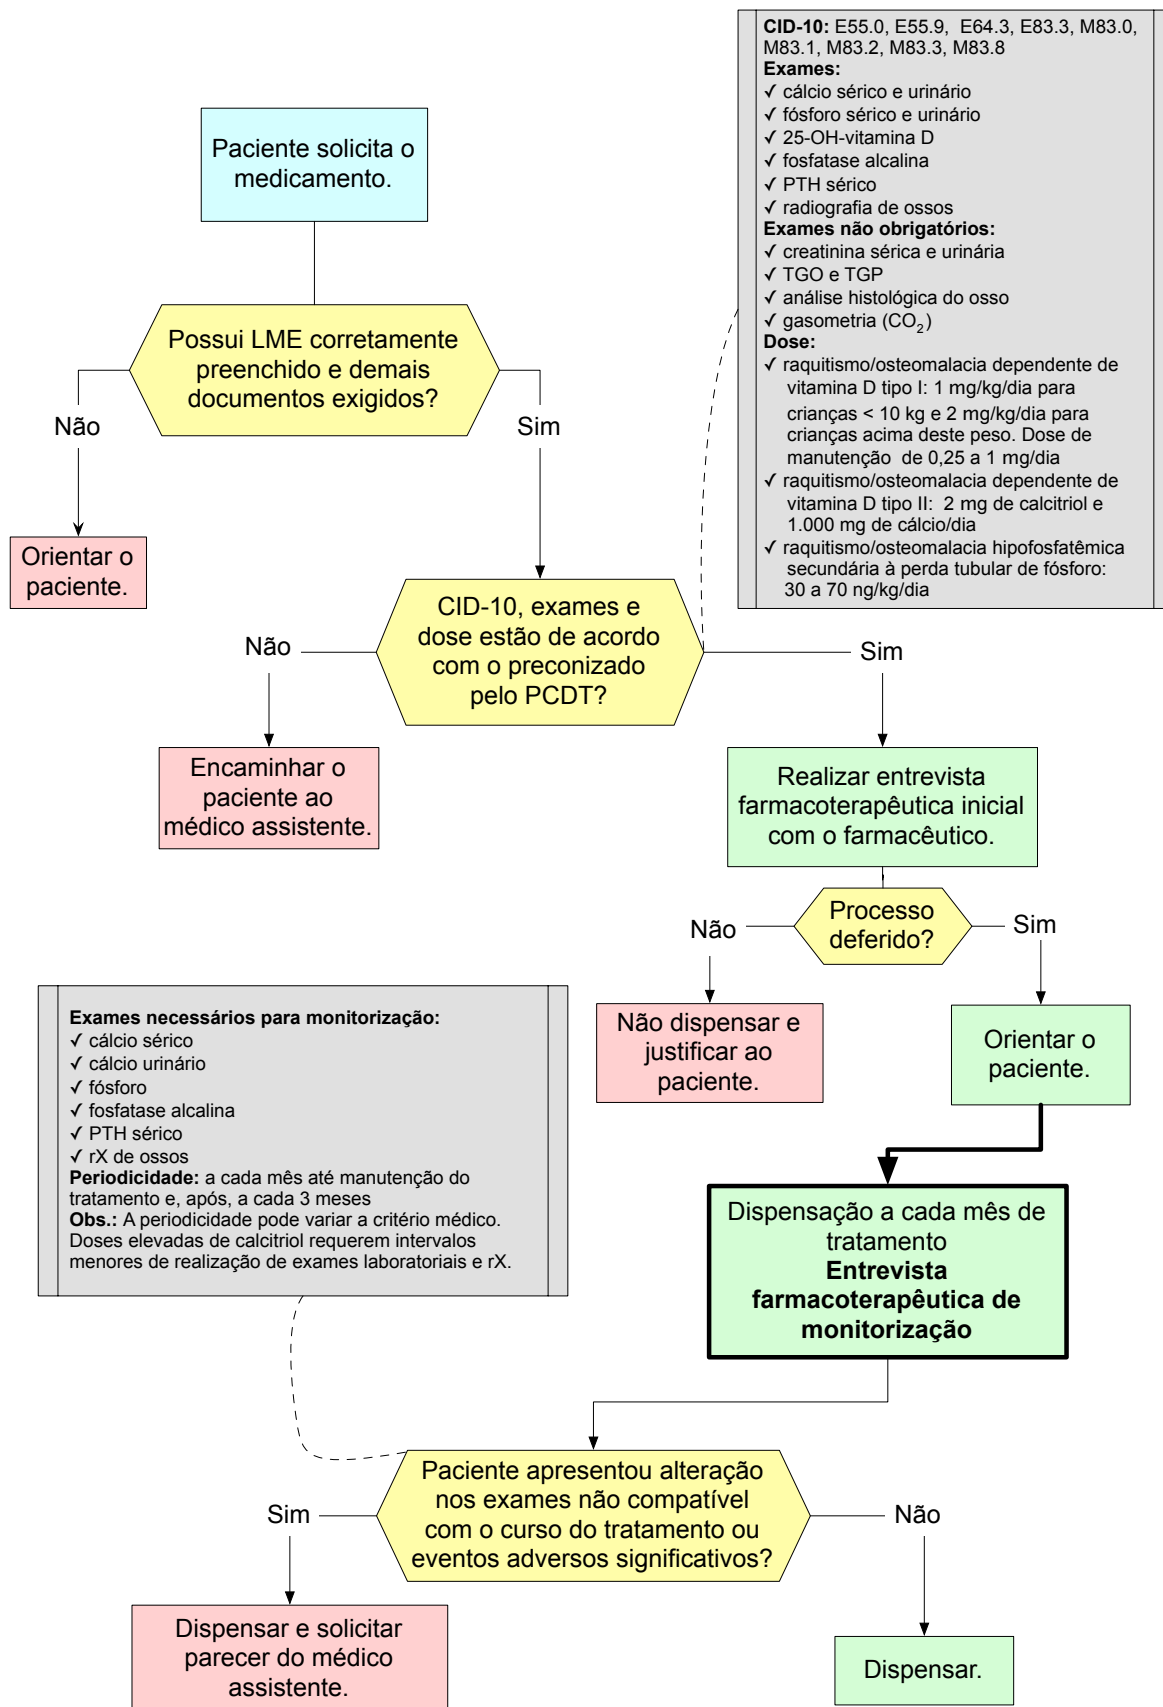 CID-10: E55.0, E55.9, E64.3, E83.3, M83.0,
M83.1, M83.2, M83.3, M83.8
Exames:
✓ cálcio sérico e urinário
✓ fósforo sérico e urinário
✓ 25-OH-vitamina D
✓ fosfatase alcalina
✓ PTH sérico
✓ radiografia de ossos
Exames não obrigatórios:
✓ creatinina sérica e urinária
✓ TGO e TGP
✓ análise histológica do osso
✓ gasometria (CO₂)
Dose:
✓ raquitismo/osteomalacia dependente de
vitamina D tipo I: 1 mg/kg/dia para
crianças < 10 kg e 2 mg/kg/dia para
crianças acima deste peso. Dose de
manutenção de 0,25 a 1 mg/dia
✓ raquitismo/osteomalacia dependente de
vitamina D tipo II: 2 mg de calcitriol e
1.000 mg de cálcio/dia
✓ raquitismo/osteomalacia hipofosfatêmica
secundária à perda tubular de fósforo:
30 a 70 ng/kg/dia
Paciente solicita o
medicamento.
Possui LME corretamente
preenchido e demais
documentos exigidos?
Não
Sim
Orientar o
paciente.
CID-10, exames e
dose estão de acordo
com o preconizado
pelo PCDT?
Não
Sim
Encaminhar o
paciente ao
médico assistente.
Realizar entrevista
farmacoterapêutica inicial
com o farmacêutico.
Processo
deferido?
Não
Sim
Não dispensar e
justificar ao
paciente.
Orientar o
paciente.
Exames necessários para monitorização:
✓ cálcio sérico
✓ cálcio urinário
✓ fósforo
✓ fosfatase alcalina
✓ PTH sérico
✓ rX de ossos
Periodicidade: a cada mês até manutenção do
tratamento e, após, a cada 3 meses
Obs.: A periodicidade pode variar a critério médico.
Doses elevadas de calcitriol requerem intervalos
menores de realização de exames laboratoriais e rX.
Dispensação a cada mês de
tratamento
Entrevista
farmacoterapêutica de
monitorização
Paciente apresentou alteração
nos exames não compatível
com o curso do tratamento ou
eventos adversos significativos?
Sim
Não
Dispensar e solicitar
parecer do médico
assistente.
Dispensar.